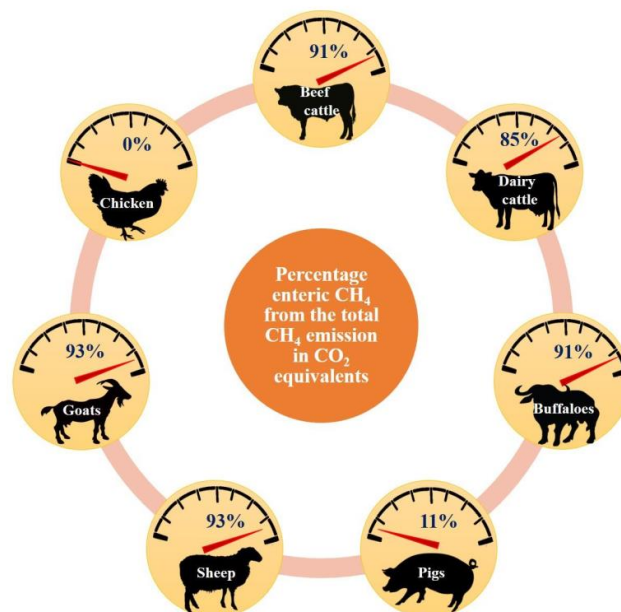 91%
Beef
cattle
85%
Dairy
cattle
91%
Buffaloes
11%
Pigs
93%
Sheep
93%
Goats
0%
Chicken
Percentage
enteric CH₄
from the total
CH₄ emission
in CO₂
equivalents